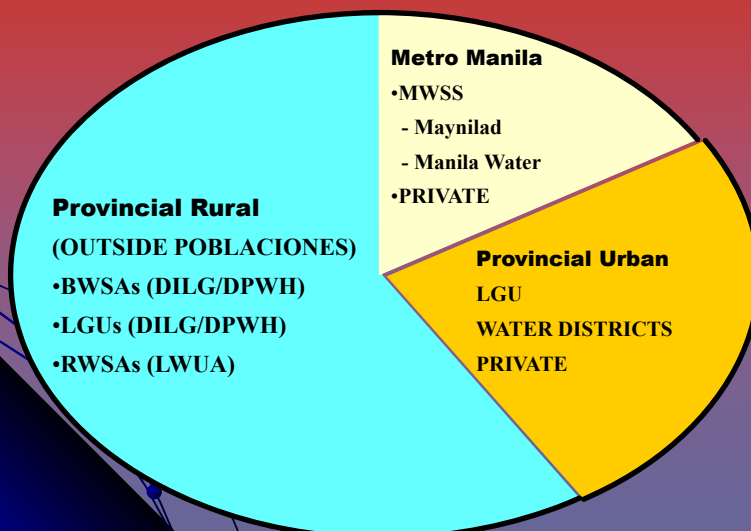 Metro Manila
•MWSS
- Maynilad
- Manila Water
•PRIVATE
Provincial Rural
(OUTSIDE POBLACIONES)
•BWSAs (DILG/DPWH)
•LGUs (DILG/DPWH)
•RWSAs (LWUA)
Provincial Urban
LGU
WATER DISTRICTS
PRIVATE